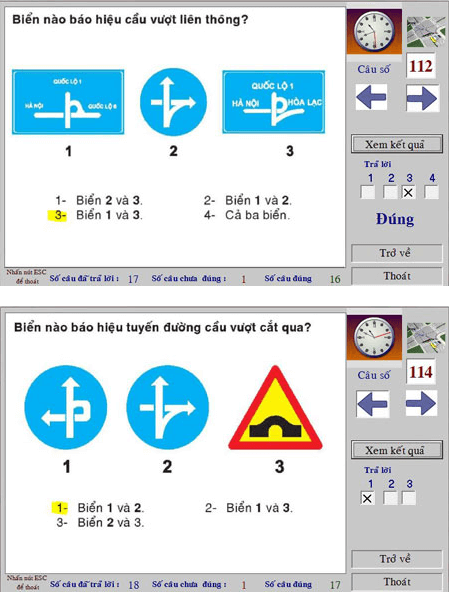 Biển nào báo hiệu cầu vượt liên thông?
Câu số 112
QUỐC LỘ 1
HÀ NỘI QUỐC LỘ 6
QUỐC LỘ 1
HÀ NỘI HÒA LẠC
1 2 3
Xem kết quả
Trả lời
1 2 3 4
1- Biển 2 và 3. 2- Biển 1 và 2.
3- Biển 1 và 3. 4- Cả ba biển.
Đúng
Trở về
Nhấn nút ESC
để thoát
Số câu đã trả lời : 17 Số câu chưa đúng : 1 Số câu đúng 16
Thoát
Biển nào báo hiệu tuyến đường cầu vượt cắt qua?
Câu số 114
1 2 3
Xem kết quả
Trả lời
1 2 3
1- Biển 1 và 2. 2- Biển 1 và 3.
3- Biển 2 và 3.
Trở về
Nhấn nút ESC
để thoát
Số câu đã trả lời : 18 Số câu chưa đúng : 1 Số câu đúng 17
Thoát